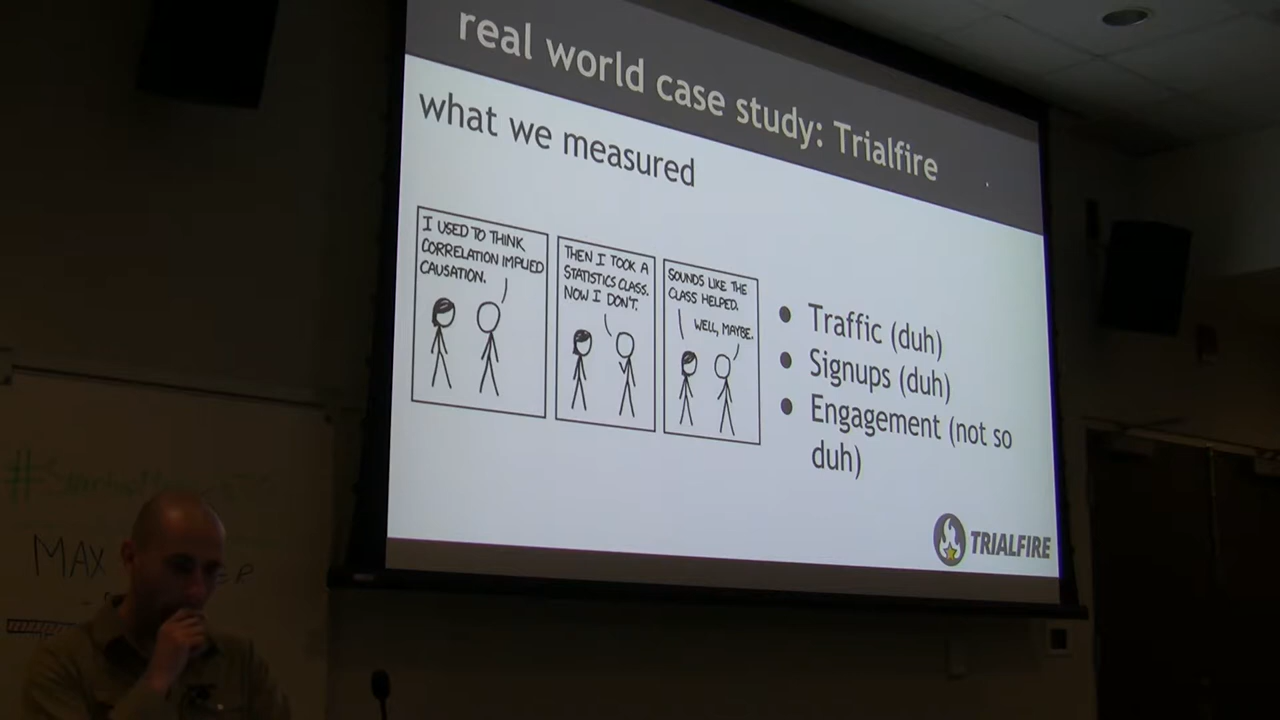 real world case study: Trialfire
what we measured
I USED TO THINK
CORRELATION IMPLIED
CAUSATION.
THEN I TOOK A
STATISTICS CLASS.
NOW I DON'T.
SOUNDS LIKE THE
CLASS HELPED.
WELL, MAYBE.
• Traffic (duh)
• Signups (duh)
• Engagement (not so
duh)
TRIALFIRE
MAX